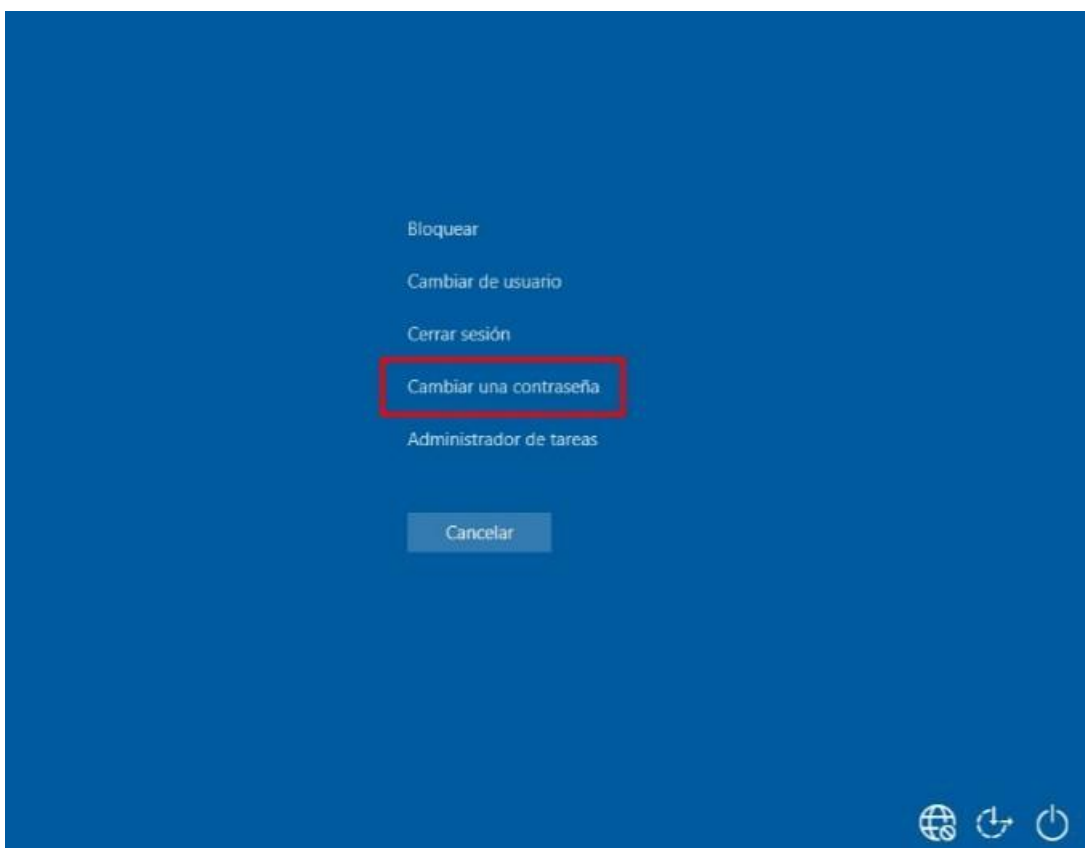 Bloquear
Cambiar de usuario
Cerrar sesión
Cambiar una contraseña
Administrador de tareas
Cancelar